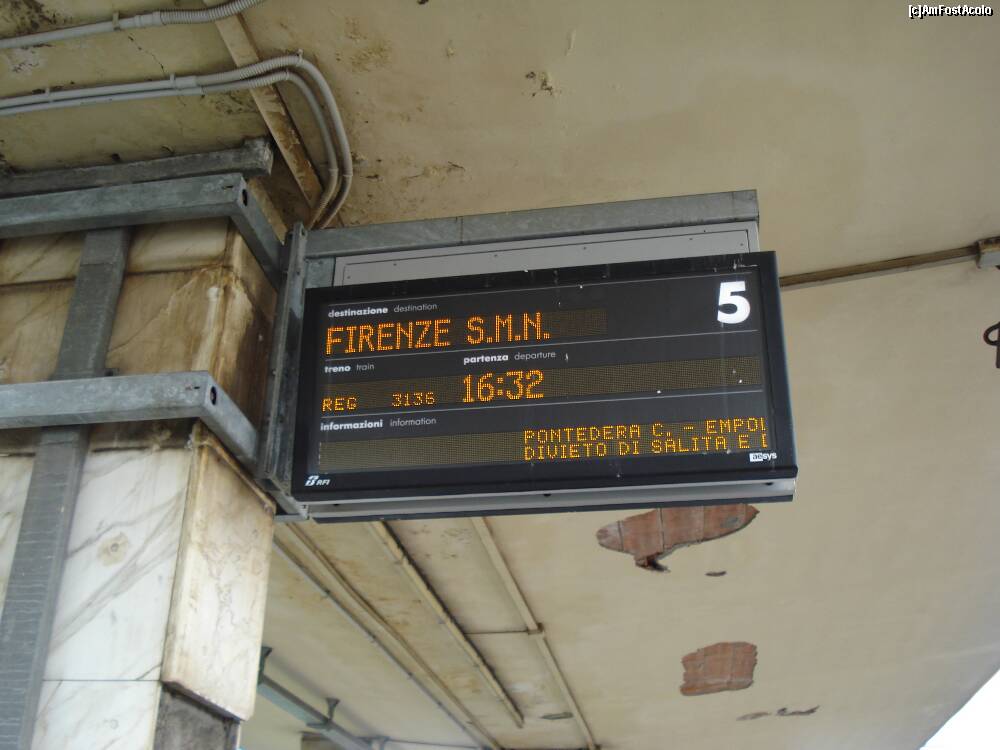 [c]AmFostAcolo
destinazione destination
5
FIRENZE S.M.N.
treno train partenza departure
REG 3136 16:32
informazioni information
PONTEDERA C. - EMPOL
DIVIETO DI SALITA E D
aesys
RFI